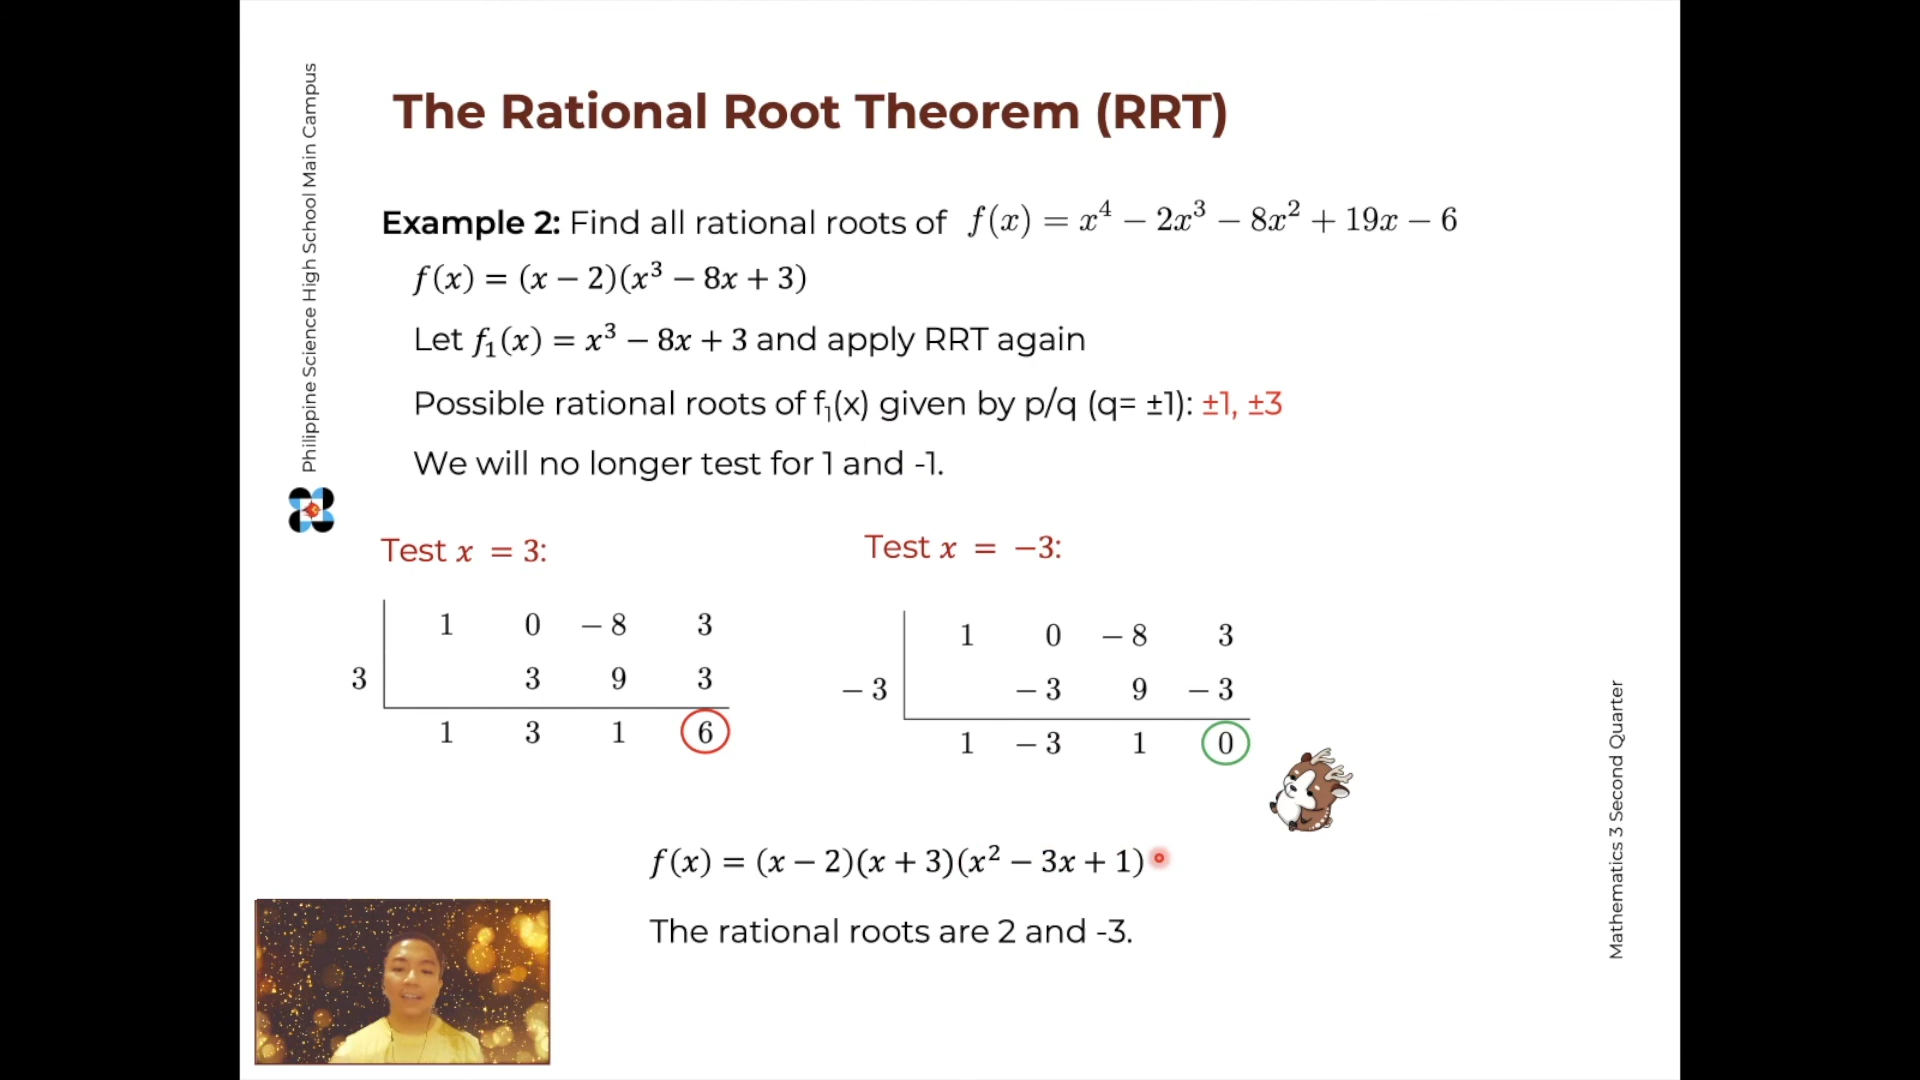 Philippine Science High School Main Campus
The Rational Root Theorem (RRT)
Example 2: Find all rational roots of f(x) = x⁴ − 2x³ − 8x² + 19x − 6
f(x) = (x − 2)(x³ − 8x + 3)
Let f₁(x) = x³ − 8x + 3 and apply RRT again
Possible rational roots of f₁(x) given by p/q (q= ±1): ±1, ±3
We will no longer test for 1 and -1.
Test x = 3:
1 0 − 8 3
3 3 9 3
1 3 1 6
Test x = −3:
1 0 − 8 3
− 3 − 3 9 − 3
1 − 3 1 0
f(x) = (x − 2)(x + 3)(x² − 3x + 1)
The rational roots are 2 and -3.
Mathematics 3 Second Quarter